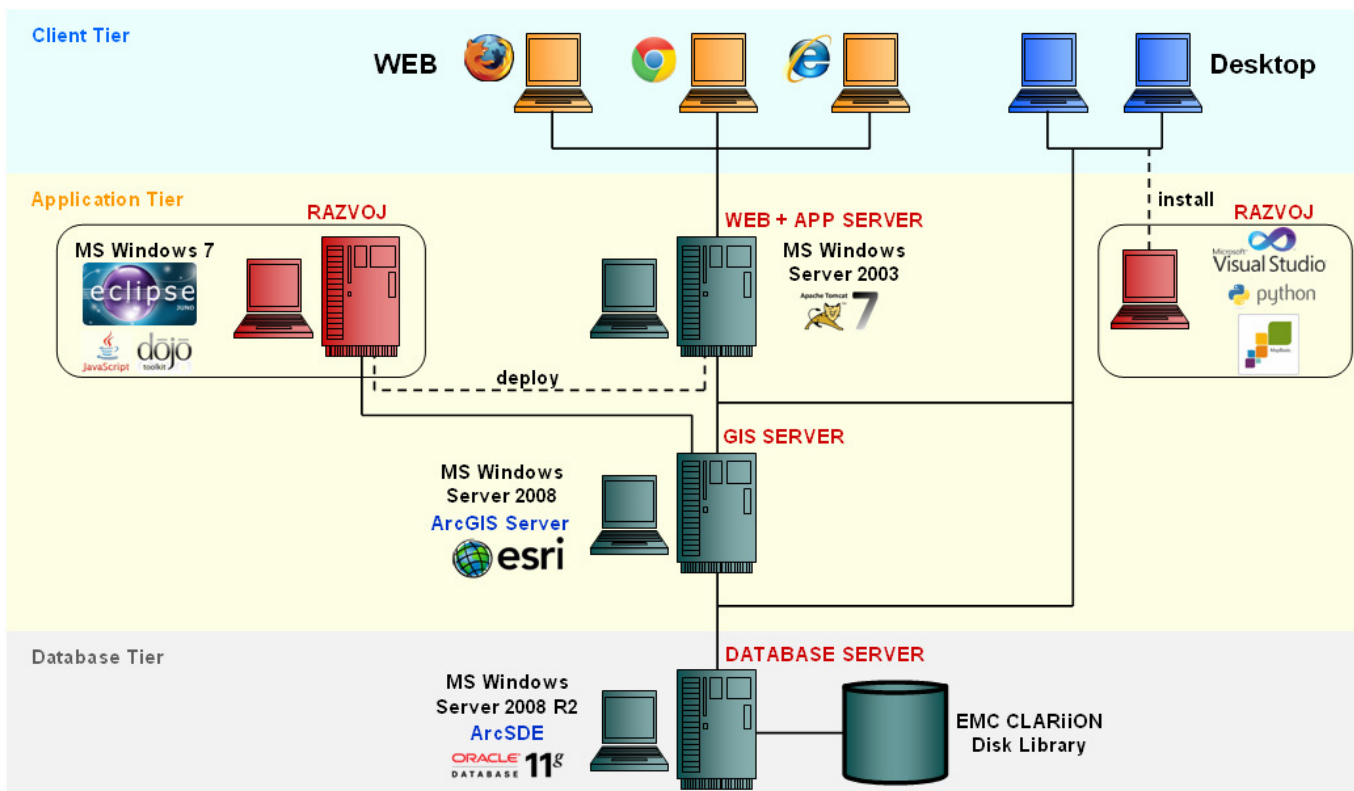 Client Tier
WEB
Desktop
Application Tier
RAZVOJ
MS Windows 7
eclipse
JUNO
JavaScript
dojo
toolkit
deploy
WEB + APP SERVER
MS Windows
Server 2003
Apache Tomcat
7
install
RAZVOJ
Microsoft
Visual Studio
python
MapBasic
GIS SERVER
MS Windows
Server 2008
ArcGIS Server
esri
Database Tier
DATABASE SERVER
MS Windows
Server 2008 R2
ArcSDE
ORACLE 11g
DATABASE
EMC CLARiiON
Disk Library